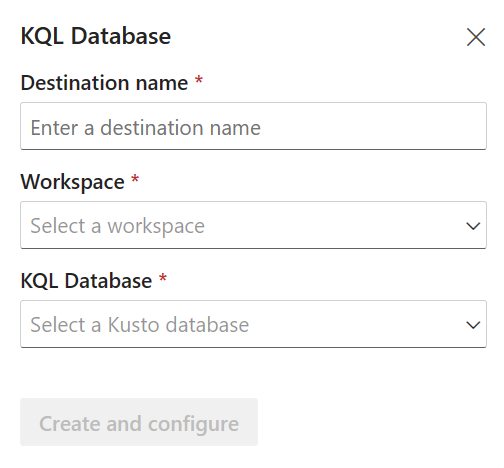 KQL Database
Destination name *
Enter a destination name
Workspace *
Select a workspace
KQL Database *
Select a Kusto database
Create and configure